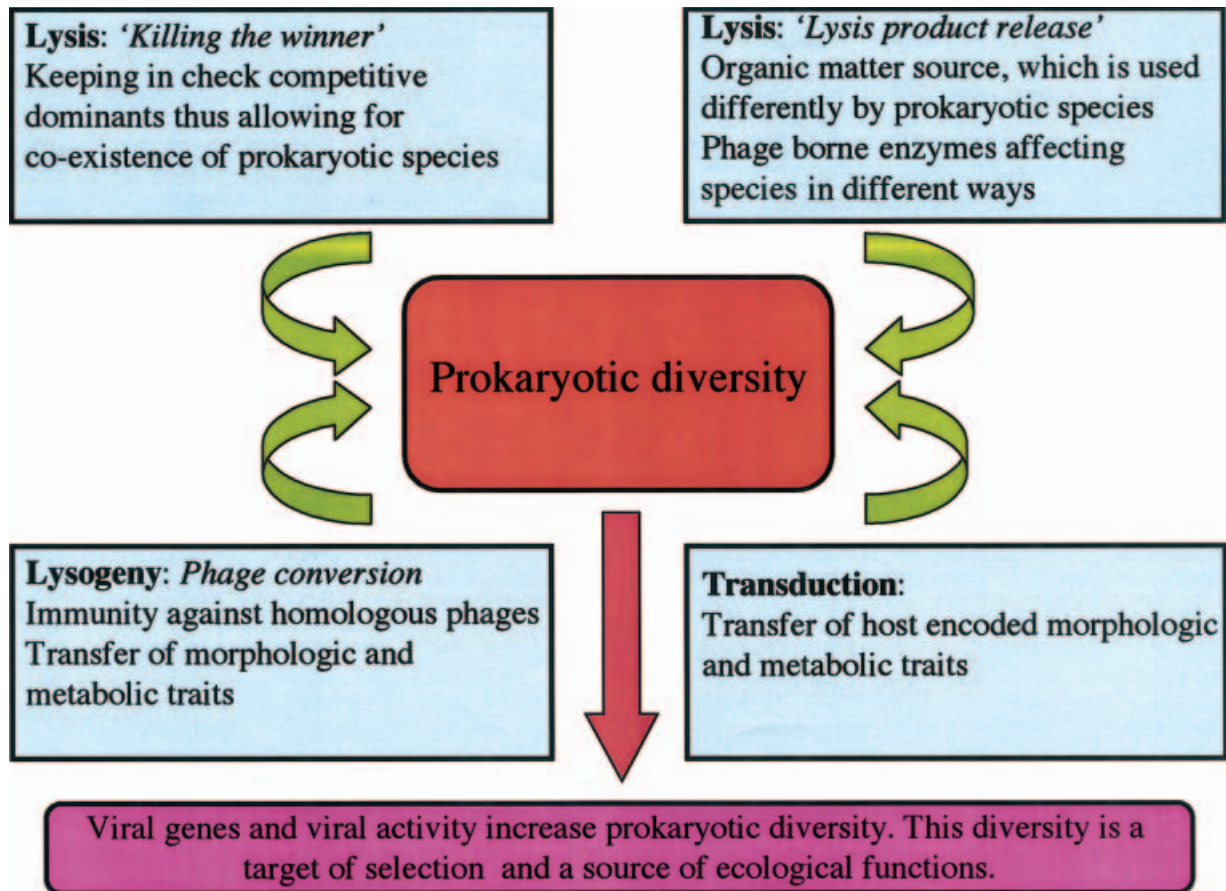 Lysis: ‘Killing the winner’
Keeping in check competitive
dominants thus allowing for
co-existence of prokaryotic species
Lysis: ‘Lysis product release’
Organic matter source, which is used
differently by prokaryotic species
Phage borne enzymes affecting
species in different ways
Prokaryotic diversity
Lysogeny: Phage conversion
Immunity against homologous phages
Transfer of morphologic and
metabolic traits
Transduction:
Transfer of host encoded morphologic
and metabolic traits
Viral genes and viral activity increase prokaryotic diversity. This diversity is a
target of selection and a source of ecological functions.